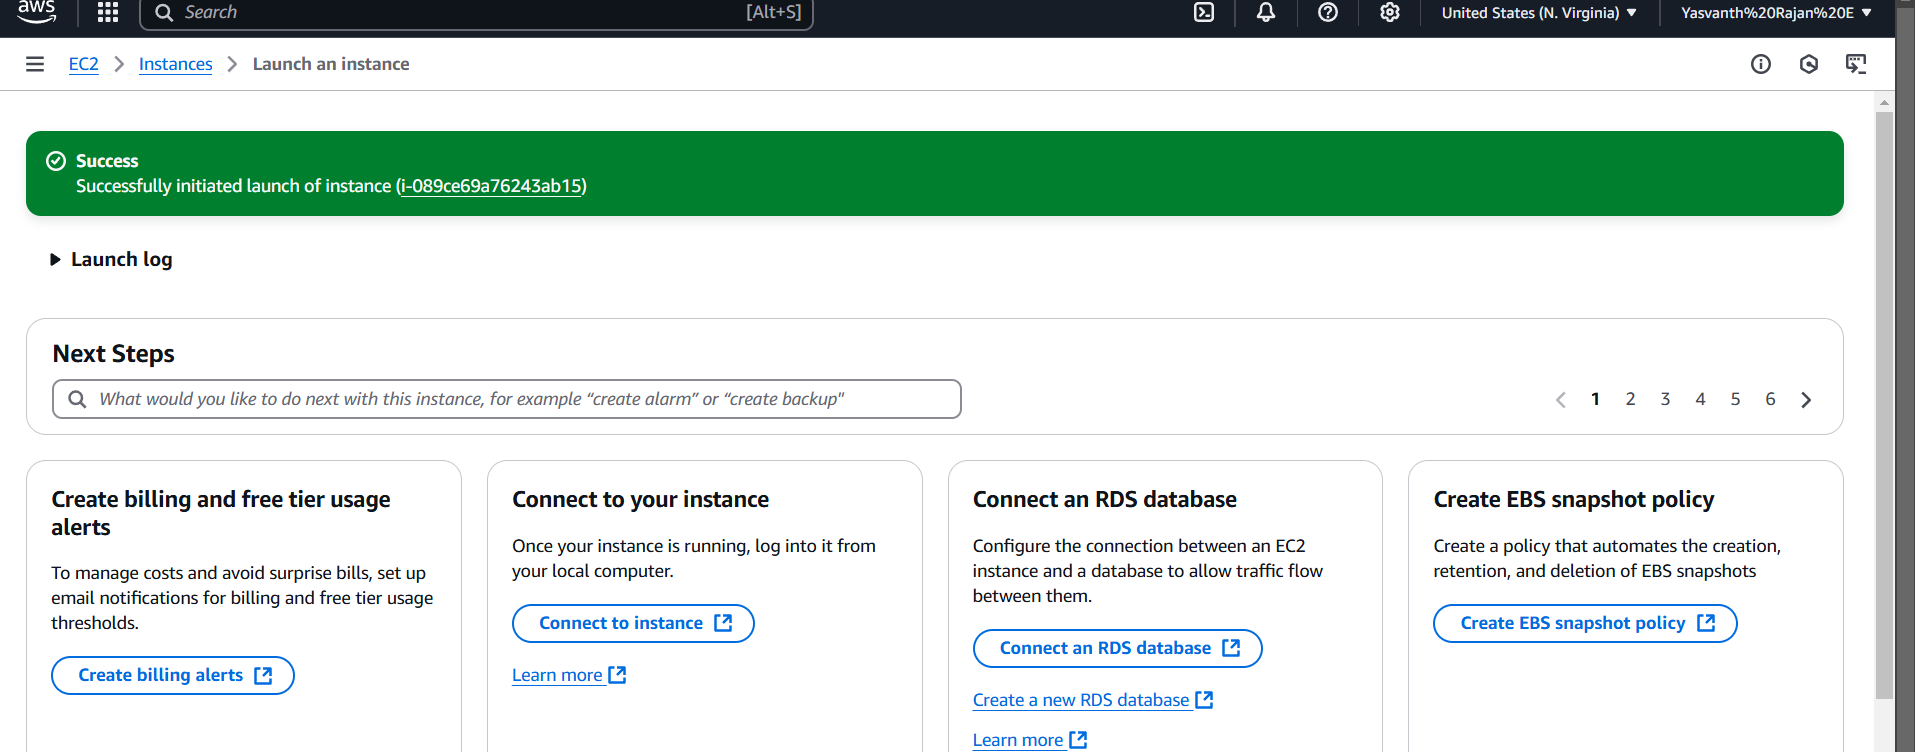 aws
Search
[Alt+S]
United States (N. Virginia)
Yasvanth%20Rajan%20E
EC2
Instances
Launch an instance
Success
Successfully initiated launch of instance (i-089ce69a76243ab15)
Launch log
Next Steps
What would you like to do next with this instance, for example “create alarm” or “create backup"
1 2 3 4 5 6
Create billing and free tier usage
alerts
To manage costs and avoid surprise bills, set up
email notifications for billing and free tier usage
thresholds.
Create billing alerts
Connect to your instance
Once your instance is running, log into it from
your local computer.
Connect to instance
Learn more
Connect an RDS database
Configure the connection between an EC2
instance and a database to allow traffic flow
between them.
Connect an RDS database
Create a new RDS database
Learn more
Create EBS snapshot policy
Create a policy that automates the creation,
retention, and deletion of EBS snapshots
Create EBS snapshot policy